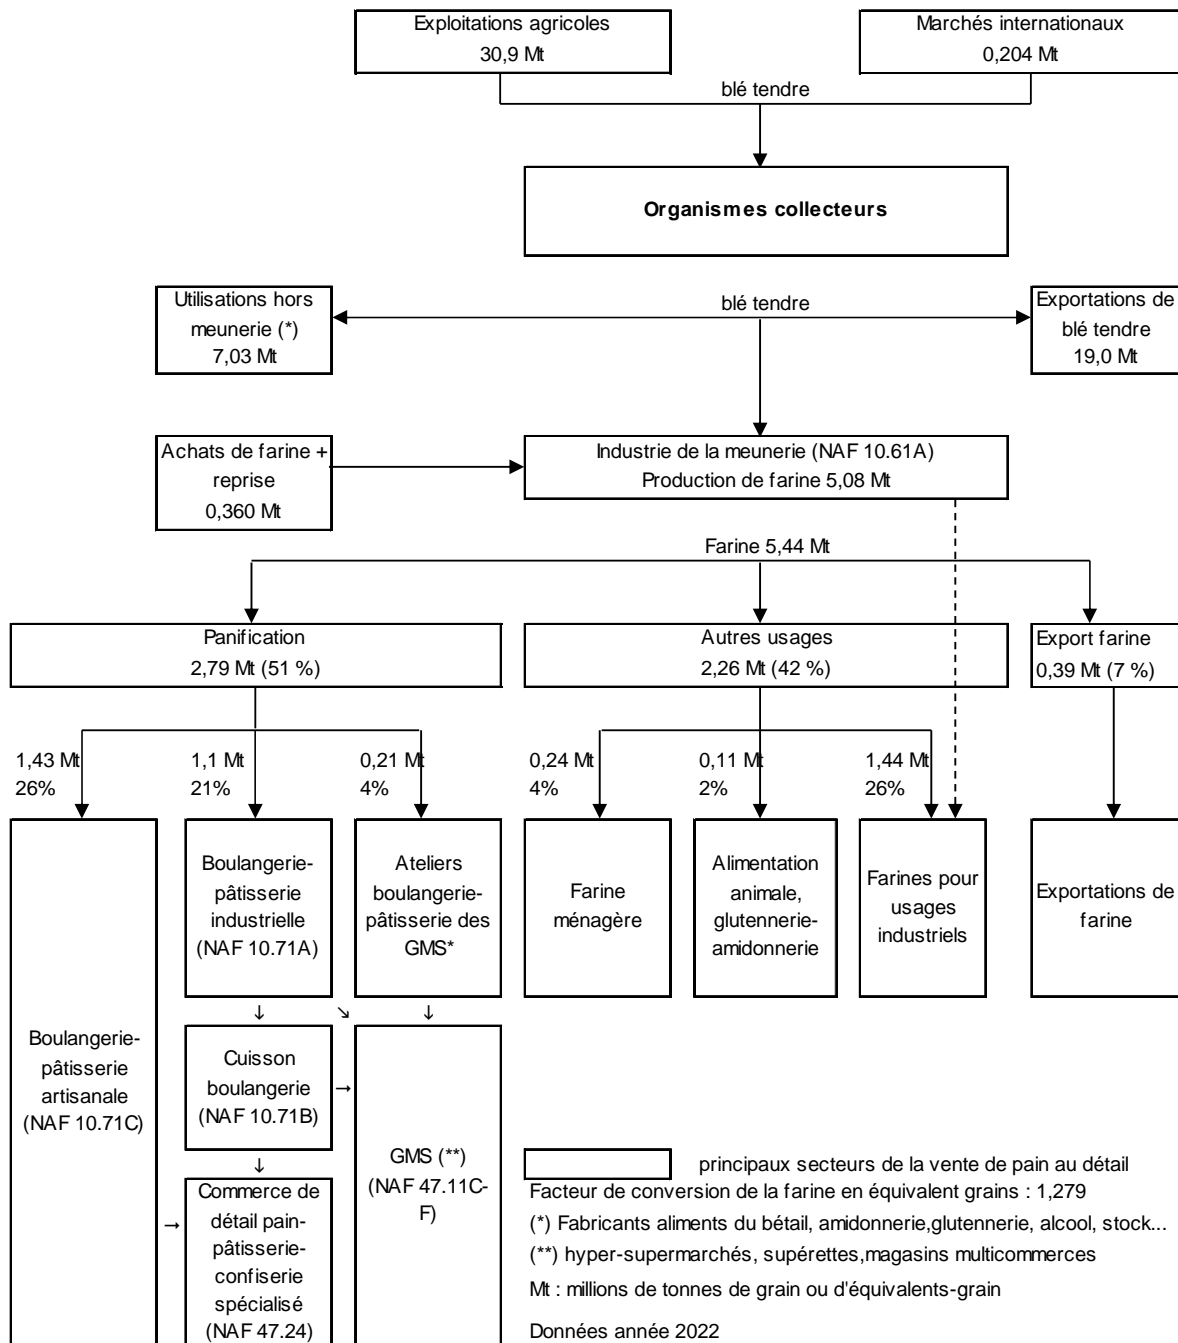 Exploitations agricoles
30,9 Mt
Marchés internationaux
0,204 Mt
blé tendre
Organismes collecteurs
Utilisations hors
meunerie (*)
7,03 Mt
blé tendre
Exportations de
blé tendre
19,0 Mt
Achats de farine +
reprise
0,360 Mt
Industrie de la meunerie (NAF 10.61A)
Production de farine 5,08 Mt
Farine 5,44 Mt
Panification
2,79 Mt (51 %)
Autres usages
2,26 Mt (42 %)
Export farine
0,39 Mt (7 %)
1,43 Mt
26%
1,1 Mt
21%
0,21 Mt
4%
0,24 Mt
4%
0,11 Mt
2%
1,44 Mt
26%
Boulangerie-
pâtisserie
artisanale
(NAF 10.71C)
Boulangerie-
pâtisserie
industrielle
(NAF 10.71A)
Ateliers
boulangerie-
pâtisserie des
GMS*
Farine
ménagère
Alimentation
animale,
glutennerie-
amidonnerie
Farines pour
usages
industriels
Exportations de
farine
↓
↘
↓
Cuisson
boulangerie
(NAF 10.71B)
→
GMS (**)
(NAF 47.11C-
F)
↓
→
Commerce de
détail pain-
pâtisserie-
confiserie
spécialisé
(NAF 47.24)
principaux secteurs de la vente de pain au détail
Facteur de conversion de la farine en équivalent grains : 1,279
(*) Fabricants aliments du bétail, amidonnerie,glutennerie, alcool, stock...
(**) hyper-supermarchés, supérettes,magasins multicommerces
Mt : millions de tonnes de grain ou d'équivalents-grain
Données année 2022